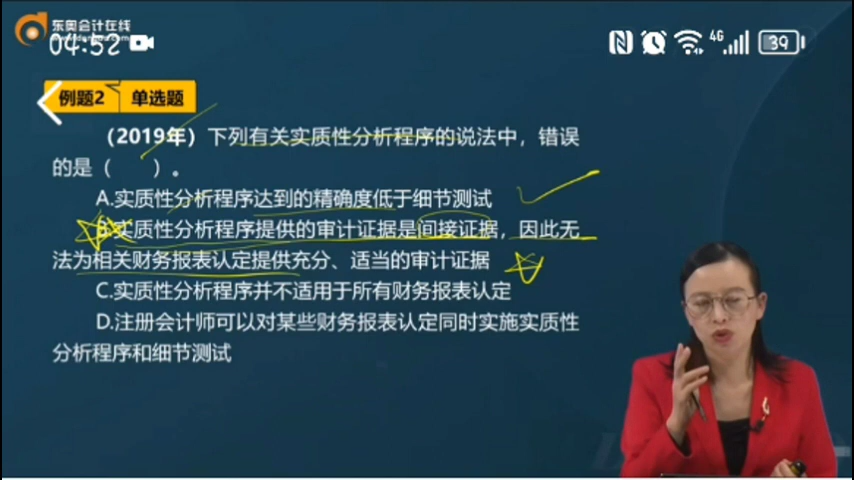 东奥会计在线
04:52
4G
39
例题2 单选题
（2019年）下列有关实质性分析程序的说法中，错误
的是（ ）。
A.实质性分析程序达到的精确度低于细节测试
B.实质性分析程序提供的审计证据是间接证据，因此无
法为相关财务报表认定提供充分、适当的审计证据
C.实质性分析程序并不适用于所有财务报表认定
D.注册会计师可以对某些财务报表认定同时实施实质性
分析程序和细节测试